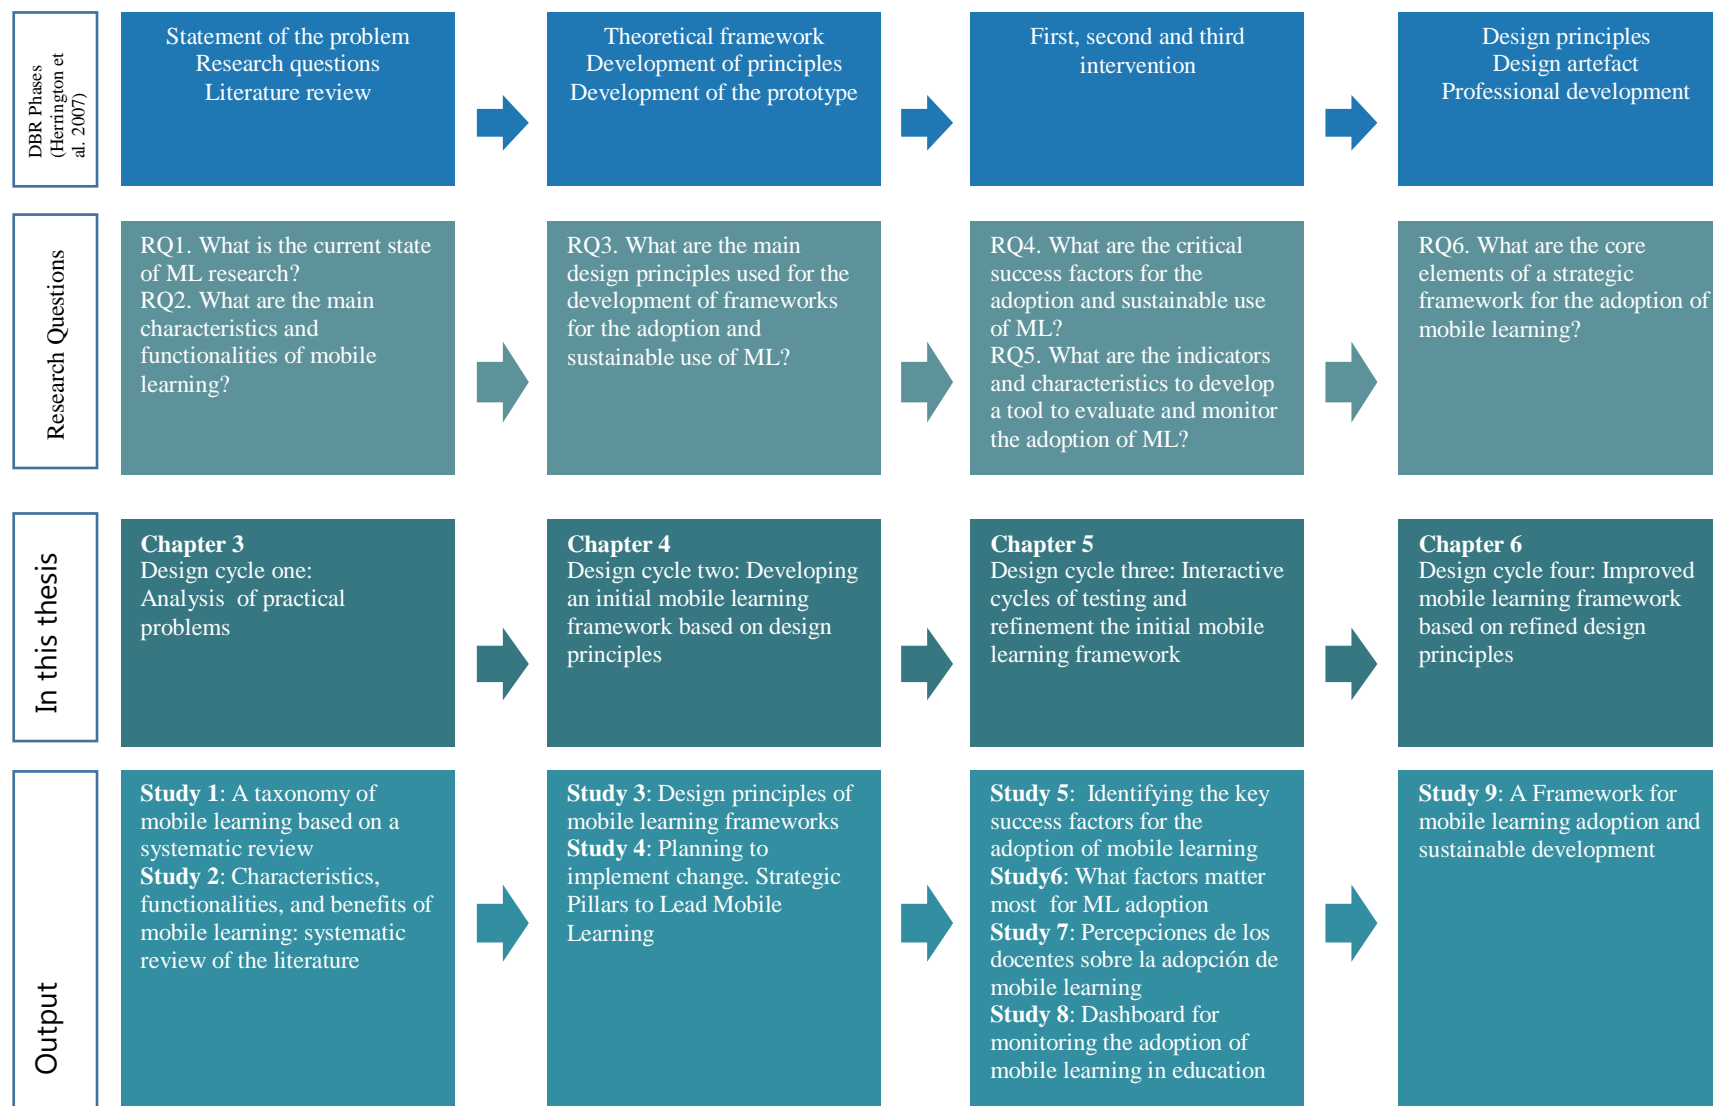 DBR Phases
(Herrington et
al. 2007)
Statement of the problem
Research questions
Literature review
Theoretical framework
Development of principles
Development of the prototype
First, second and third
intervention
Design principles
Design artefact
Professional development
Research Questions
RQ1. What is the current state
of ML research?
RQ2. What are the main
characteristics and
functionalities of mobile
learning?
RQ3. What are the main
design principles used for the
development of frameworks
for the adoption and
sustainable use of ML?
RQ4. What are the critical
success factors for the
adoption and sustainable use
of ML?
RQ5. What are the indicators
and characteristics to develop
a tool to evaluate and monitor
the adoption of ML?
RQ6. What are the core
elements of a strategic
framework for the adoption of
mobile learning?
In this thesis
Chapter 3
Design cycle one:
Analysis  of practical
problems
Chapter 4
Design cycle two: Developing
an initial mobile learning
framework based on design
principles
Chapter 5
Design cycle three: Interactive
cycles of testing and
refinement the initial mobile
learning framework
Chapter 6
Design cycle four: Improved
mobile learning framework
based on refined design
principles
Output
Study 1: A taxonomy of
mobile learning based on a
systematic review
Study 2: Characteristics,
functionalities, and benefits of
mobile learning: systematic
review of the literature
Study 3: Design principles of
mobile learning frameworks
Study 4: Planning to
implement change. Strategic
Pillars to Lead Mobile
Learning
Study 5:  Identifying the key
success factors for the
adoption of mobile learning
Study6: What factors matter
most  for ML adoption
Study 7: Percepciones de los
docentes sobre la adopción de
mobile learning
Study 8: Dashboard for
monitoring the adoption of
mobile learning in education
Study 9: A Framework for
mobile learning adoption and
sustainable development